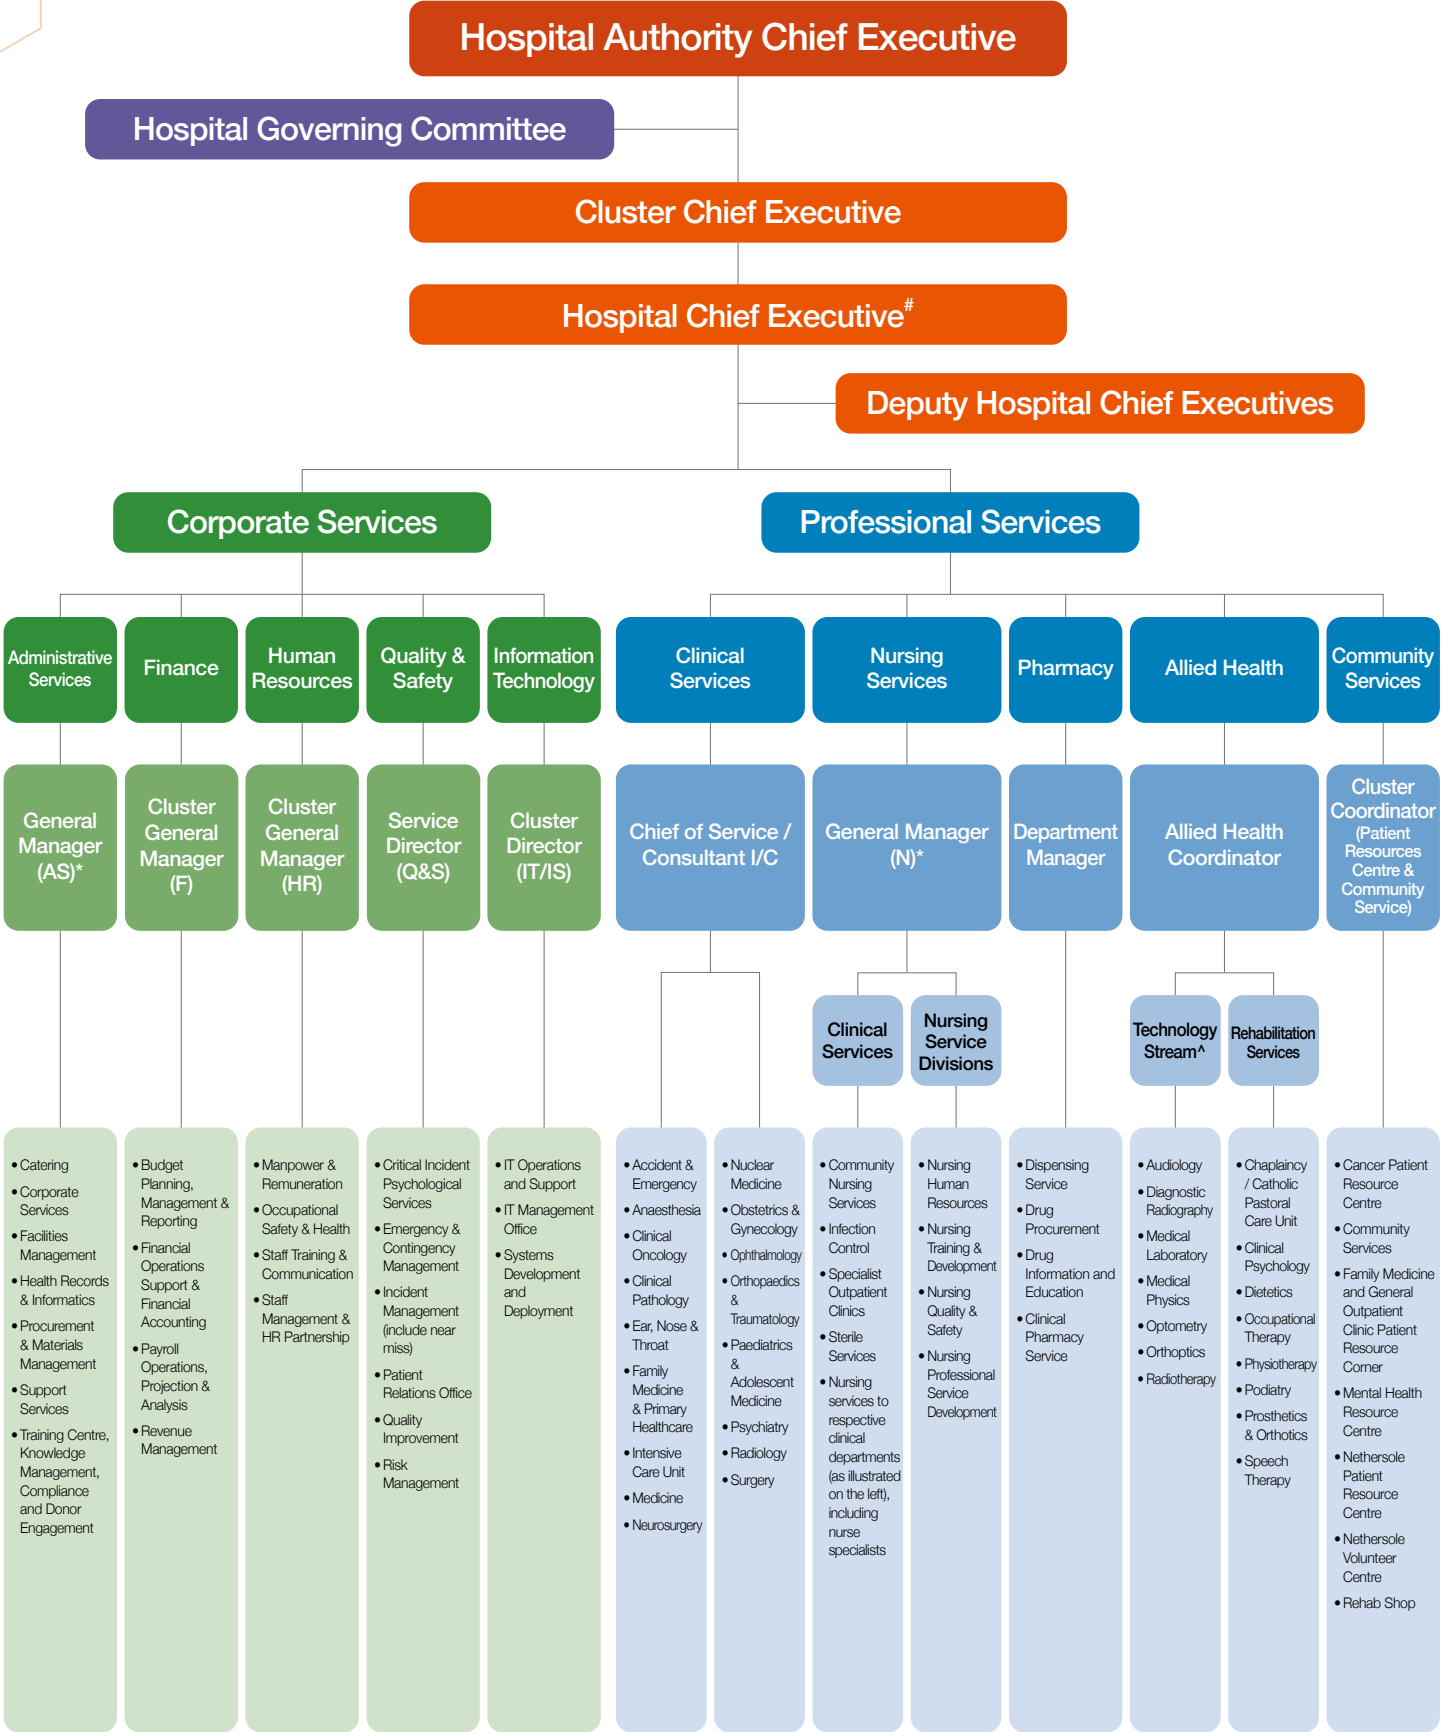 Hospital Authority Chief Executive
Hospital Governing Committee
Cluster Chief Executive
Hospital Chief Executive#
Deputy Hospital Chief Executives
Corporate Services
Professional Services
Administrative
Services
Finance
Human
Resources
Quality &
Safety
Information
Technology
Clinical
Services
Nursing
Services
Pharmacy
Allied Health
Community
Services
General
Manager
(AS)*
Cluster
General
Manager
(F)
Cluster
General
Manager
(HR)
Service
Director
(Q&S)
Cluster
Director
(IT/IS)
Chief of Service /
Consultant I/C
General Manager
(N)*
Department
Manager
Allied Health
Coordinator
Cluster
Coordinator
(Patient
Resources
Centre &
Community
Service)
Clinical
Services
Nursing
Service
Divisions
Technology
Stream^
Rehabilitation
Services
• Catering
• Corporate
Services
• Facilities
Management
• Health Records
& Informatics
• Procurement
& Materials
Management
• Support
Services
• Training Centre,
Knowledge
Management,
Compliance
and Donor
Engagement
• Budget
Planning,
Management &
Reporting
• Financial
Operations
Support &
Financial
Accounting
• Payroll
Operations,
Projection &
Analysis
• Revenue
Management
• Manpower &
Remuneration
• Occupational
Safety & Health
• Staff Training &
Communication
• Staff
Management &
HR Partnership
• Critical Incident
Psychological
Services
• Emergency &
Contingency
Management
• Incident
Management
(include near
miss)
• Patient
Relations Office
• Quality
Improvement
• Risk
Management
• IT Operations
and Support
• IT Management
Office
• Systems
Development
and
Deployment
• Accident &
Emergency
• Anaesthesia
• Clinical
Oncology
• Clinical
Pathology
• Ear, Nose &
Throat
• Family
Medicine
& Primary
Healthcare
• Intensive
Care Unit
• Medicine
• Neurosurgery
• Nuclear
Medicine
• Obstetrics &
Gynecology
• Ophthalmology
• Orthopaedics
&
Traumatology
• Paediatrics
&
Adolescent
Medicine
• Psychiatry
• Radiology
• Surgery
• Community
Nursing
Services
• Infection
Control
• Specialist
Outpatient
Clinics
• Sterile
Services
• Nursing
services to
respective
clinical
departments
(as illustrated
on the left),
including
nurse
specialists
• Nursing
Human
Resources
• Nursing
Training &
Development
• Nursing
Quality &
Safety
• Nursing
Professional
Service
Development
• Dispensing
Service
• Drug
Procurement
• Drug
Information and
Education
• Clinical
Pharmacy
Service
• Audiology
• Diagnostic
Radiography
• Medical
Laboratory
• Medical
Physics
• Optometry
• Orthoptics
• Radiotherapy
• Chaplaincy
/ Catholic
Pastoral
Care Unit
• Clinical
Psychology
• Dietetics
• Occupational
Therapy
• Physiotherapy
• Podiatry
• Prosthetics
& Orthotics
• Speech
Therapy
• Cancer Patient
Resource
Centre
• Community
Services
• Family Medicine
and General
Outpatient
Clinic Patient
Resource
Corner
• Mental Health
Resource
Centre
• Nethersole
Patient
Resource
Centre
• Nethersole
Volunteer
Centre
• Rehab Shop